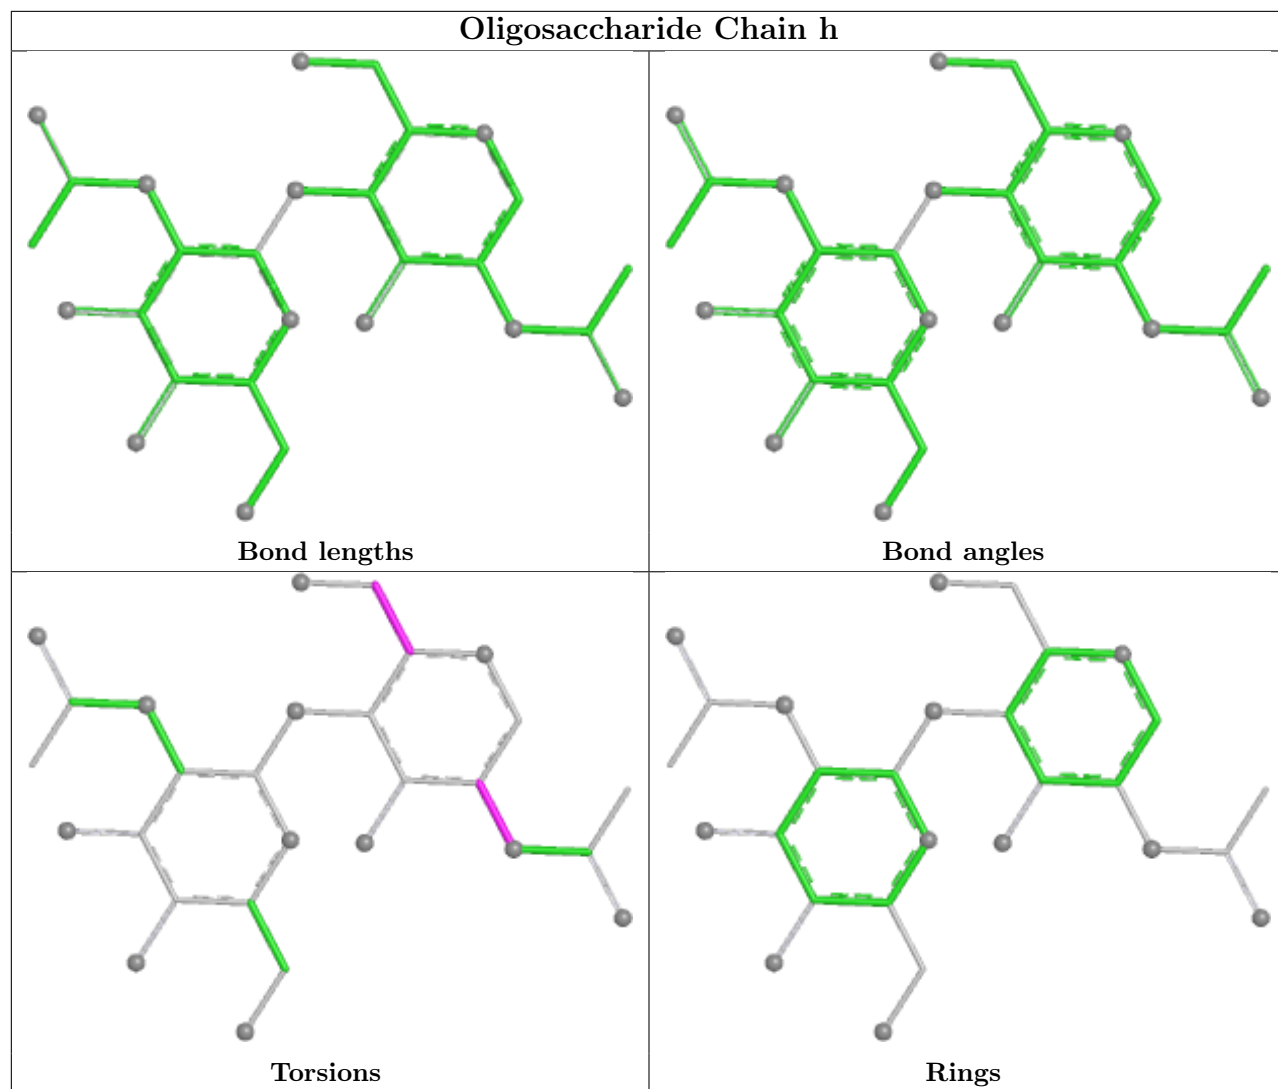 Oligosaccharide Chain h
Bond lengths
Bond angles
Torsions
Rings